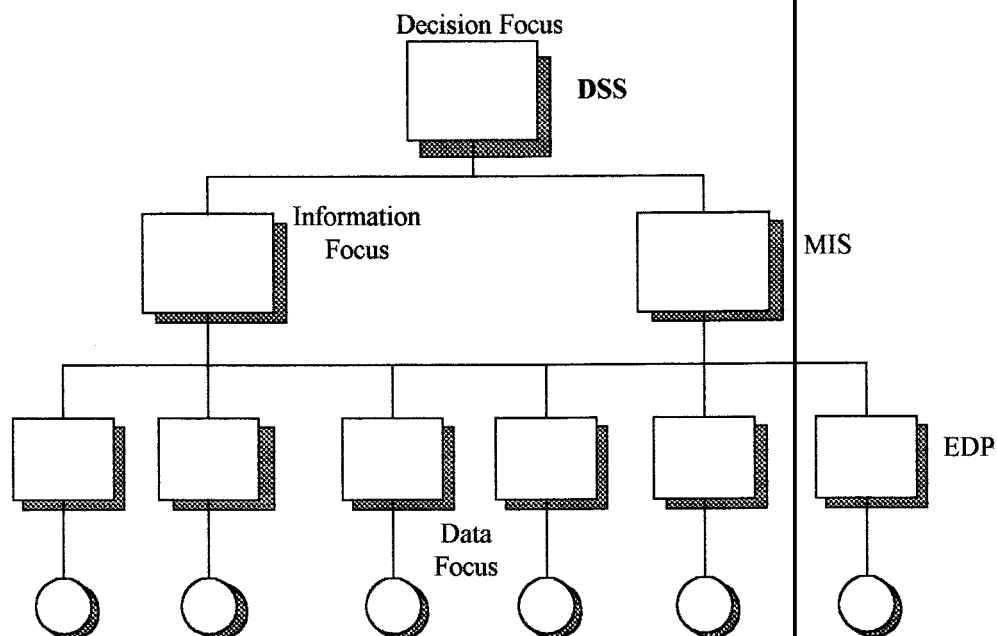 Decision Focus
DSS
Information
Focus
MIS
EDP
Data
Focus